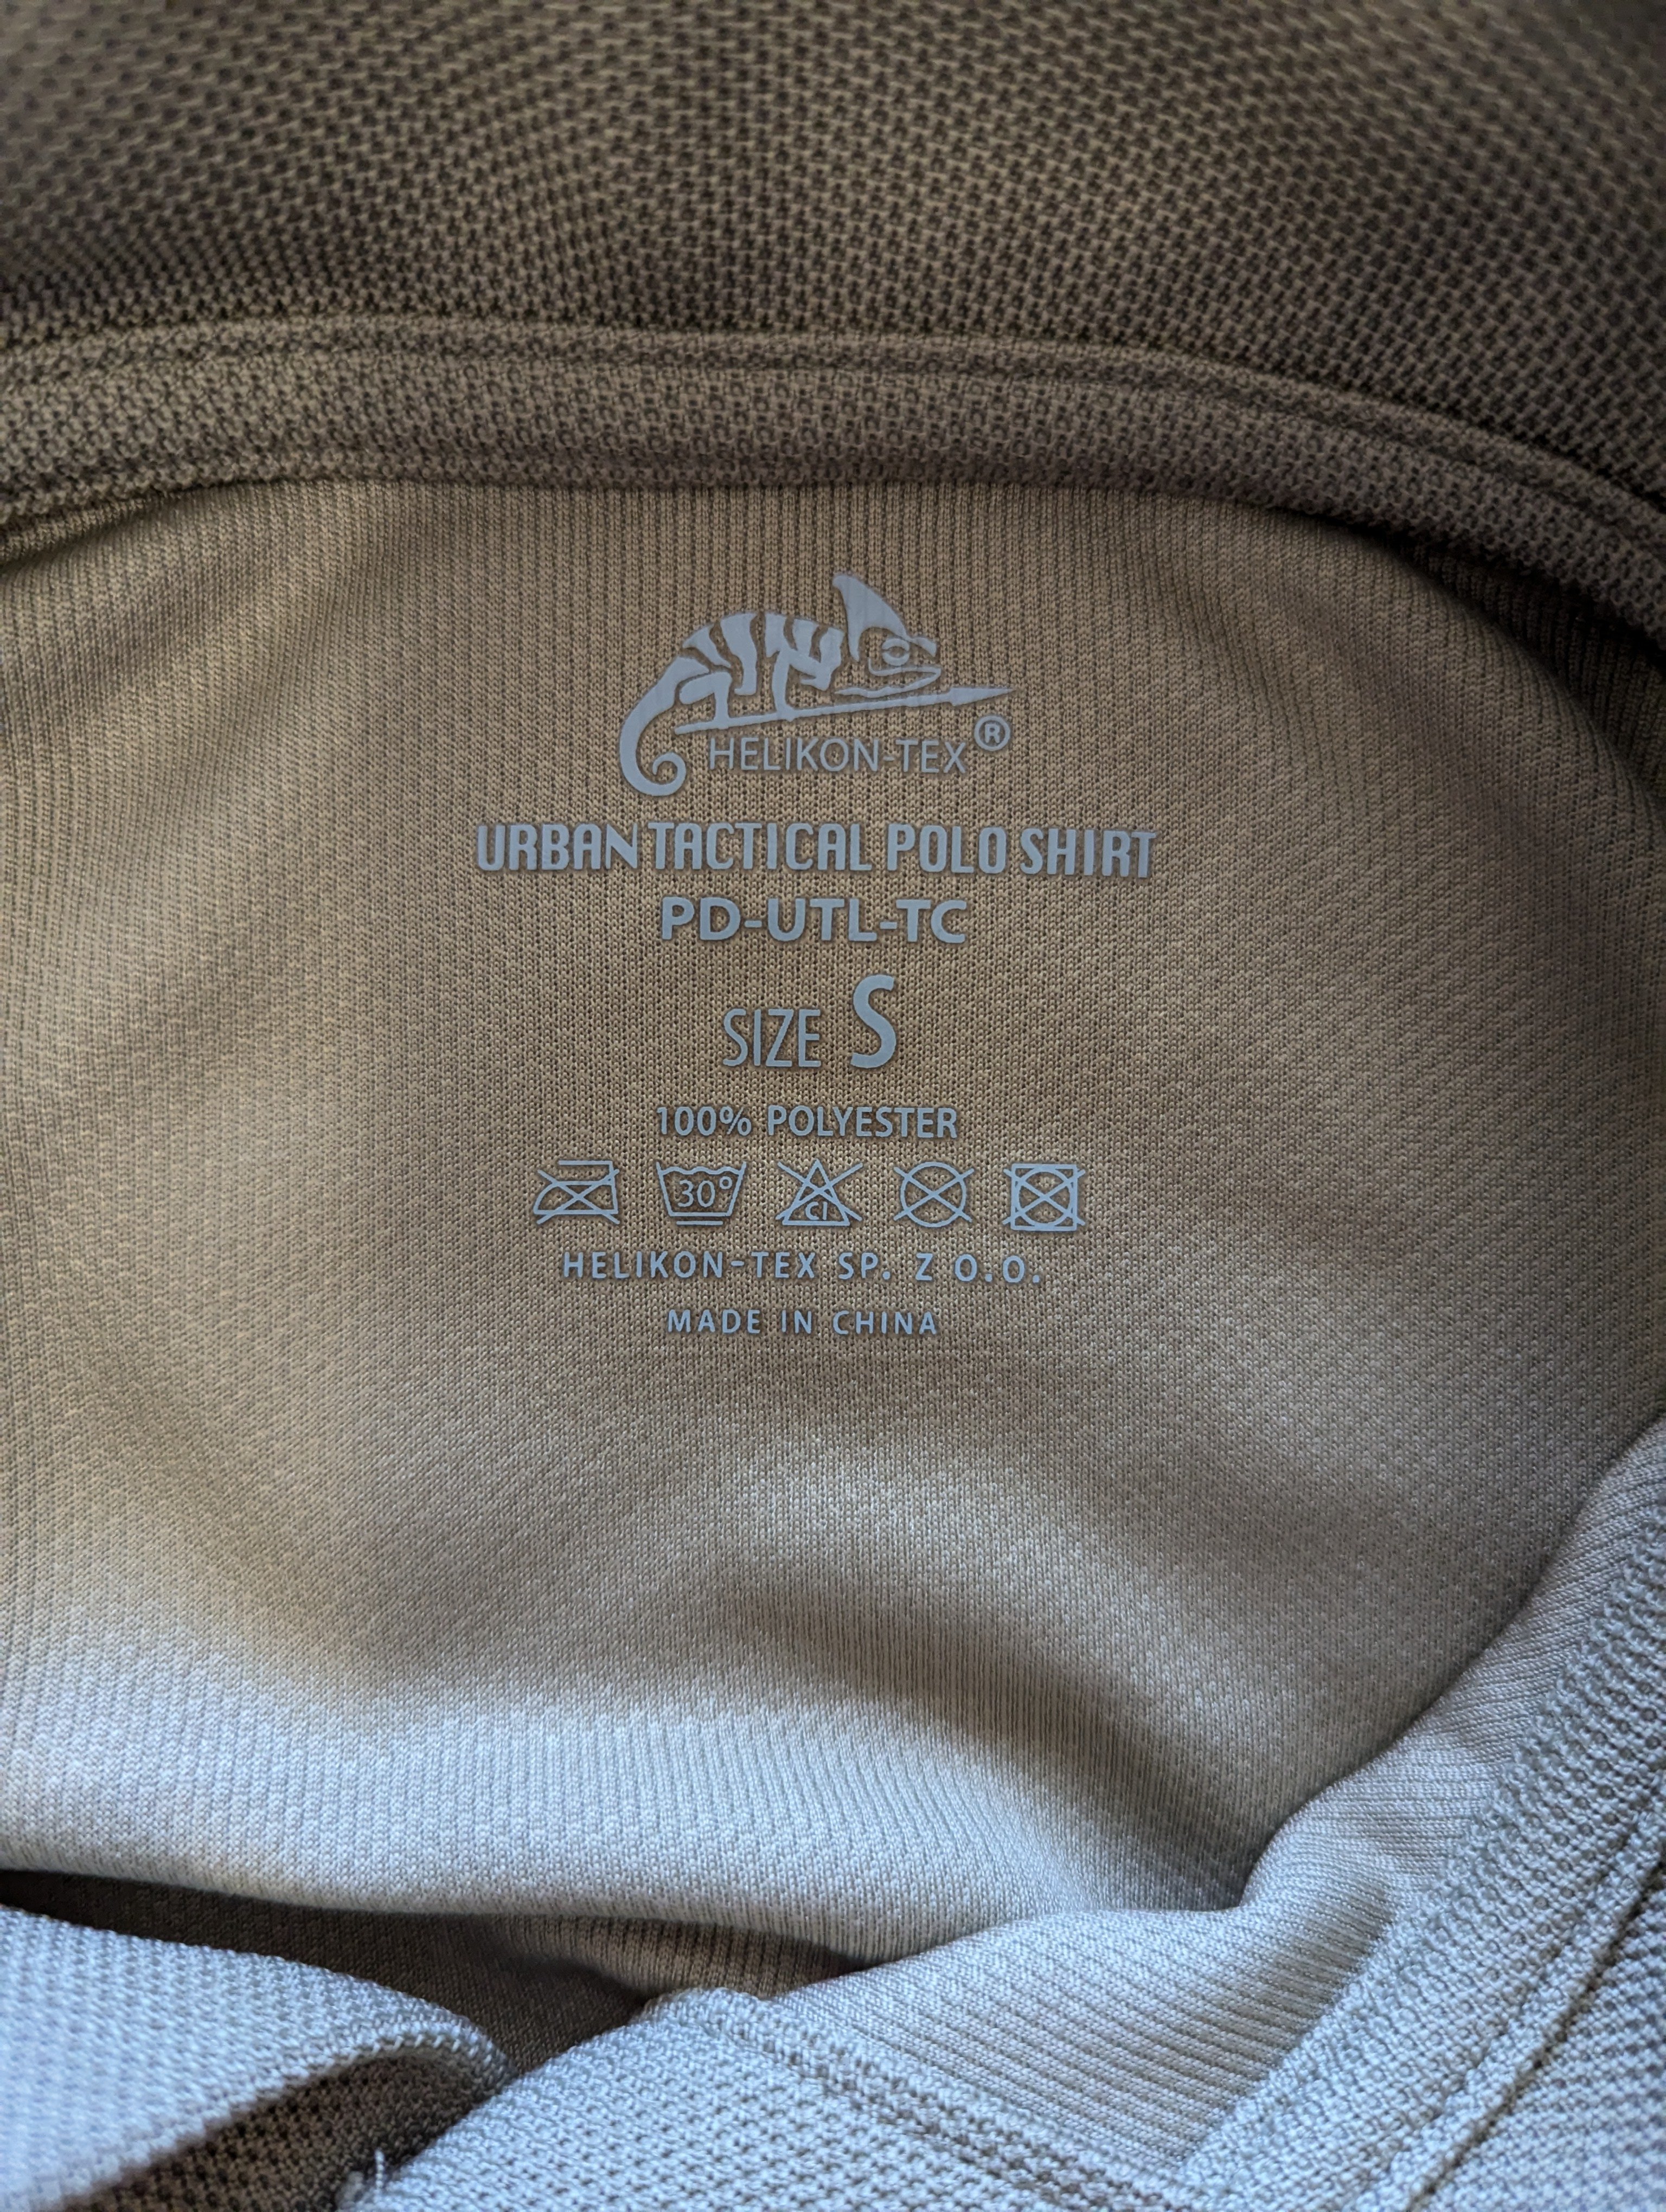 HELIKON-TEX®
URBAN TACTICAL POLO SHIRT
PD-UTL-TC
SIZE S
100% POLYESTER
30° Cl
HELIKON-TEX SP. Z O.O.
MADE IN CHINA